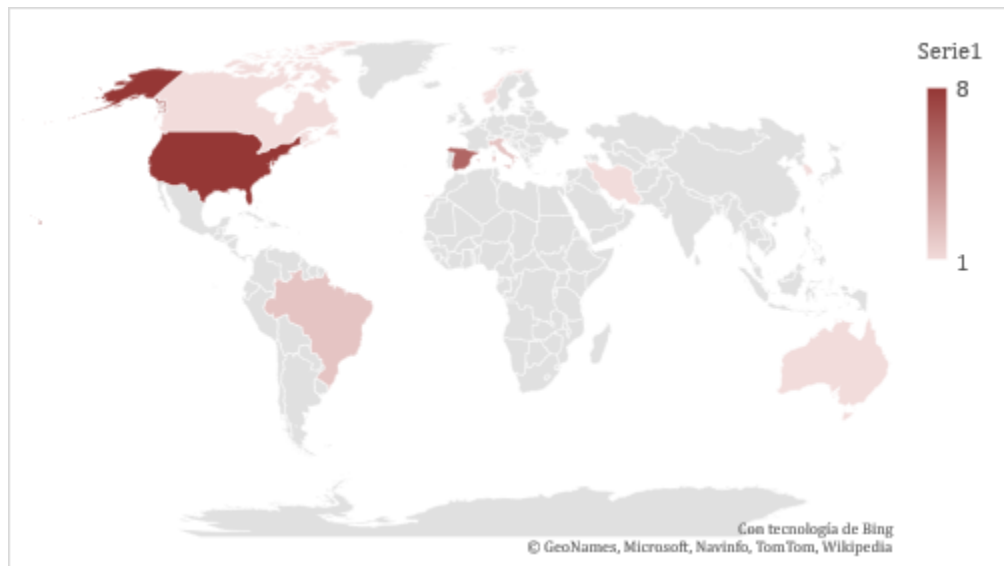 Serie1
8
1
Con tecnología de Bing
© GeoNames, Microsoft, Navinfo, TomTom, Wikipedia